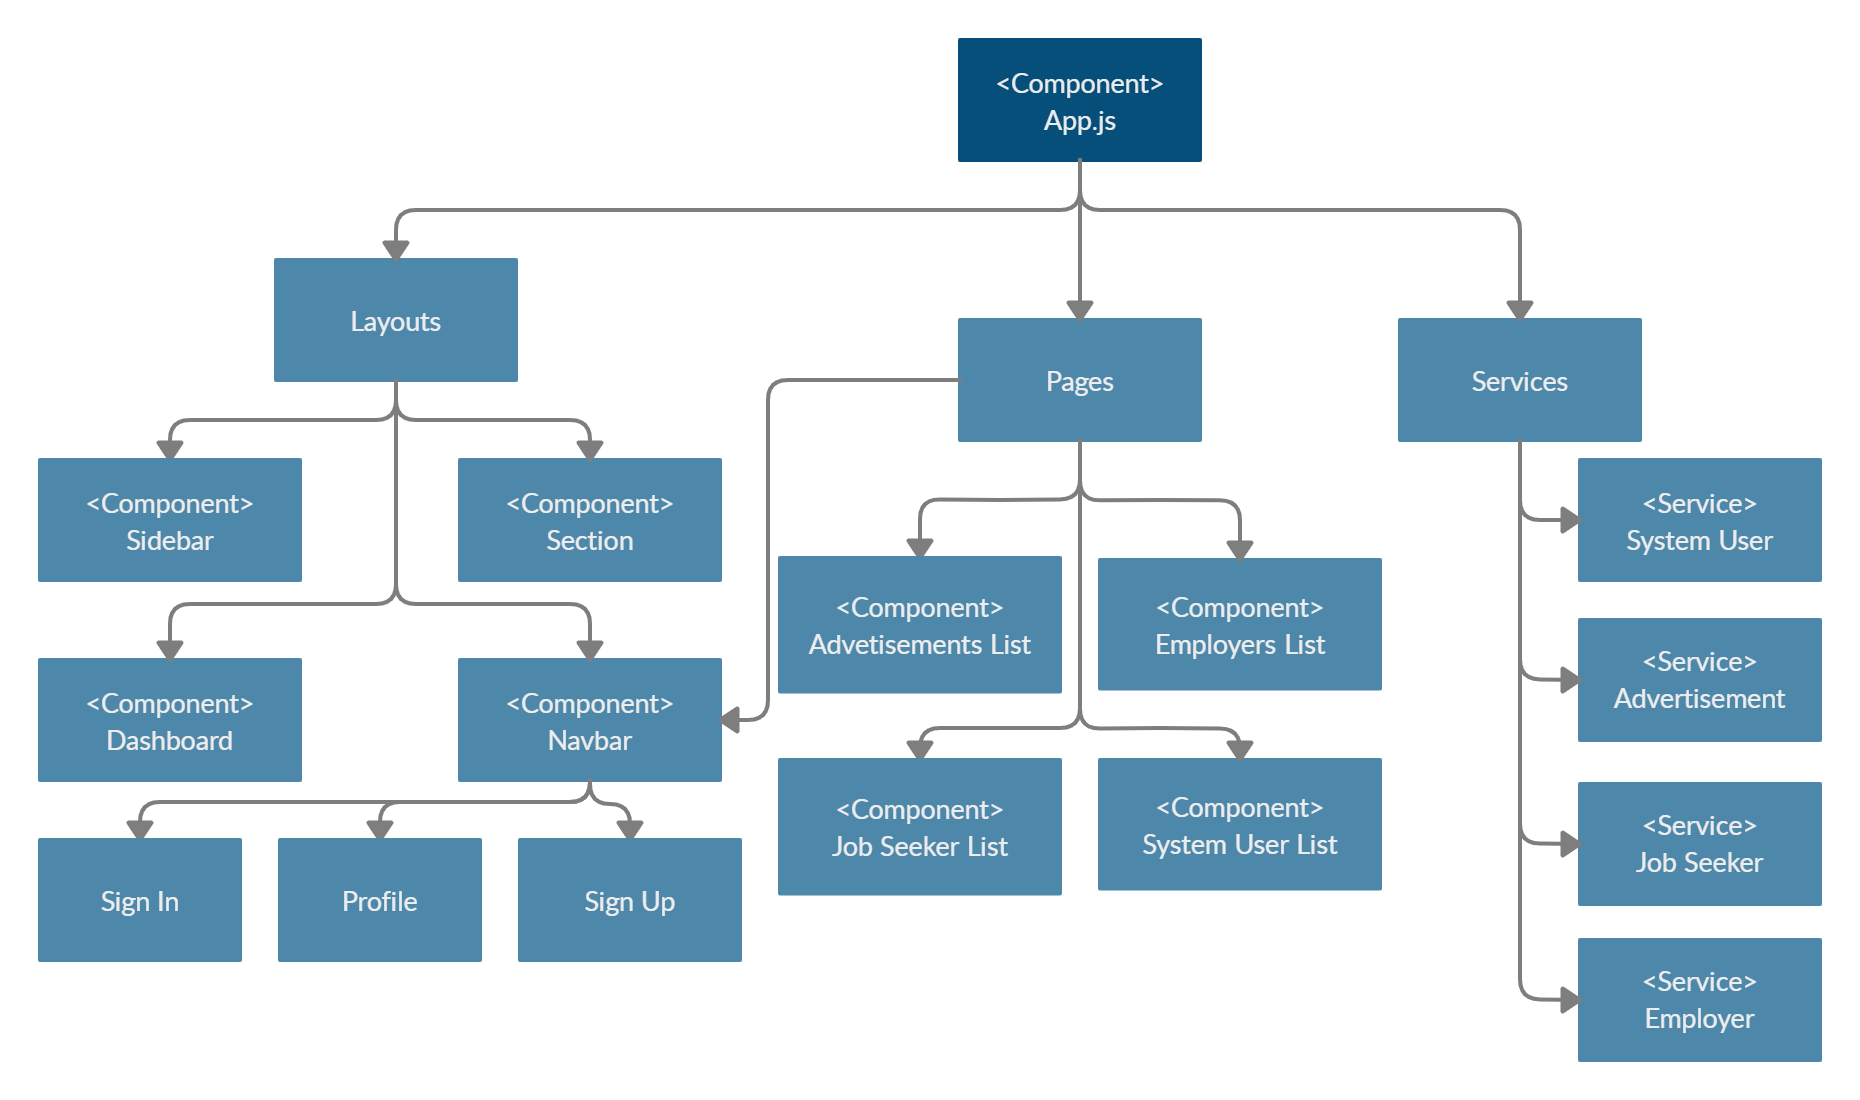 <Component>
App.js
Layouts
Pages
Services
<Component>
Sidebar
<Component>
Section
<Service>
System User
<Component>
Advetisements List
<Component>
Employers List
<Component>
Dashboard
<Component>
Navbar
<Service>
Advertisement
<Component>
Job Seeker List
<Component>
System User List
<Service>
Job Seeker
Sign In
Profile
Sign Up
<Service>
Employer